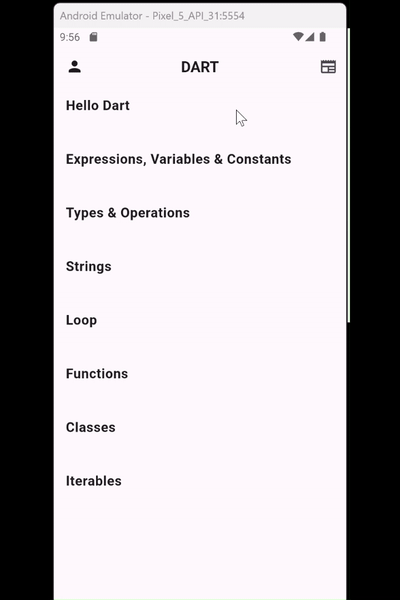 Android Emulator - Pixel_5_API_31:5554
9:56
DART
Hello Dart
Expressions, Variables & Constants
Types & Operations
Strings
Loop
Functions
Classes
Iterables